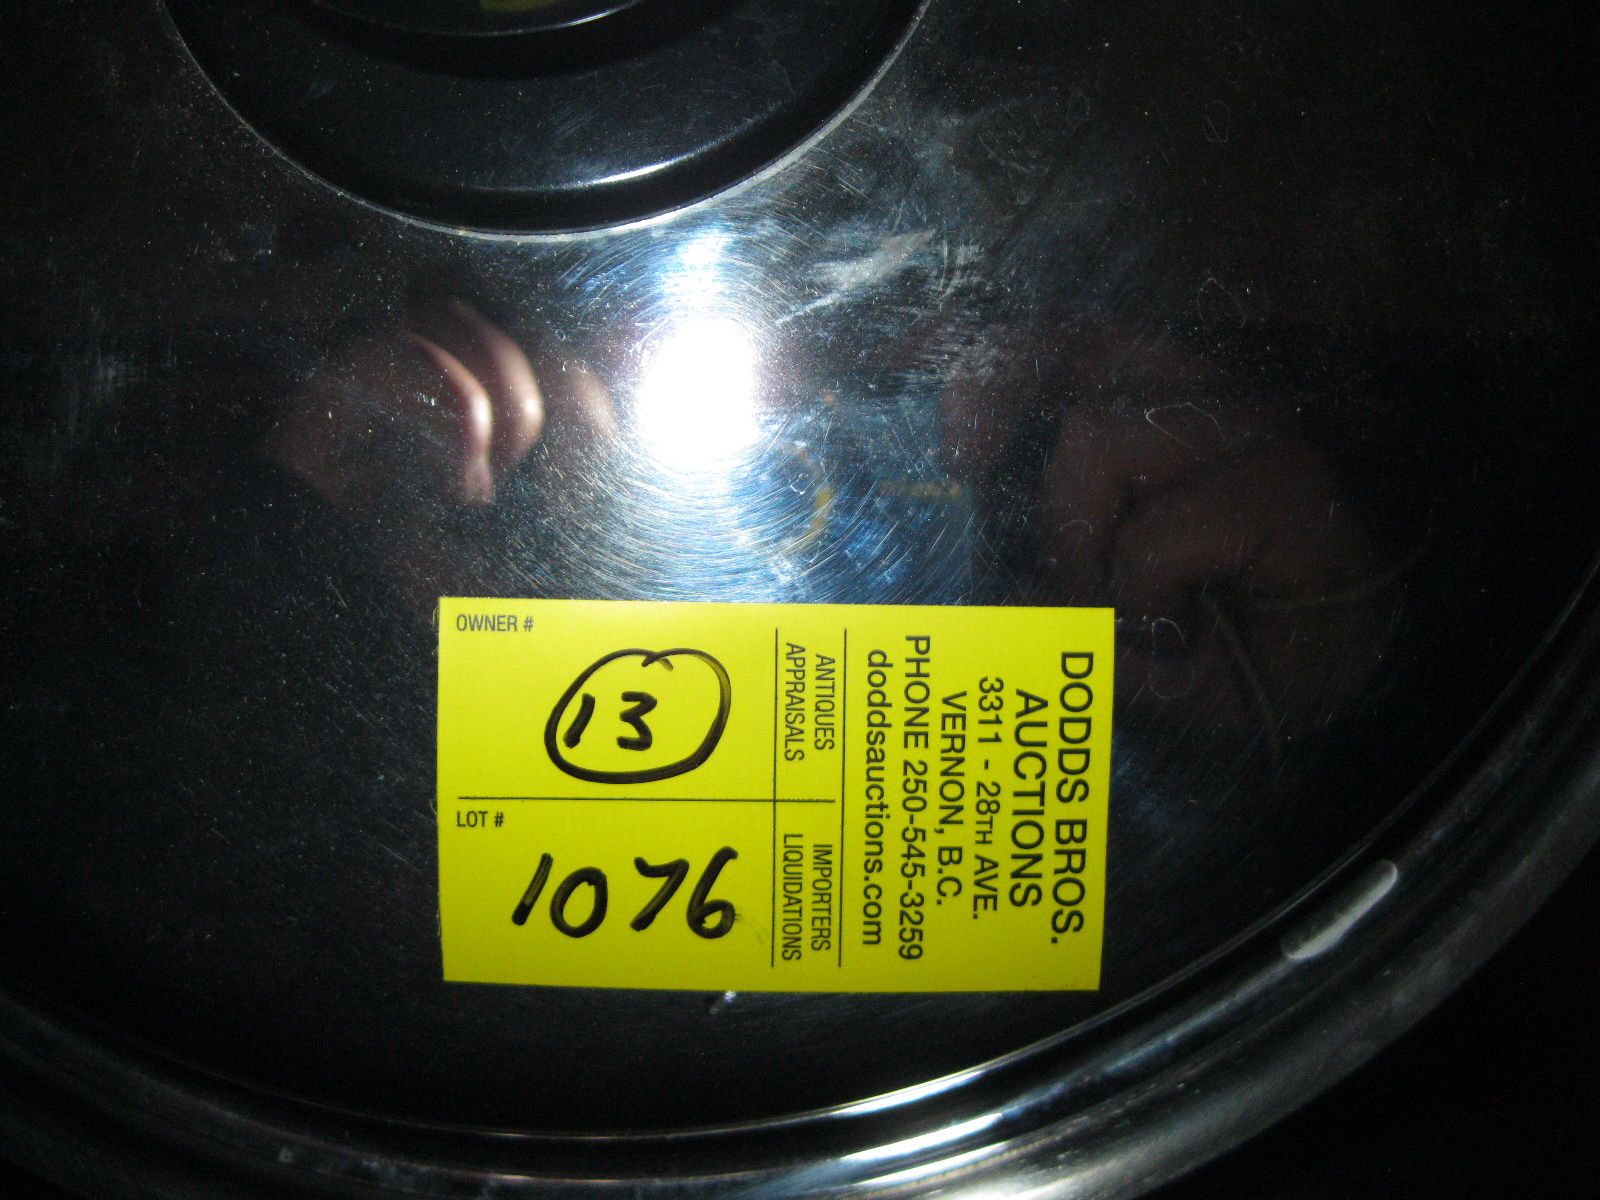 DODDS BROS.
AUCTIONS
3311 - 28TH AVE.
VERNON, B.C.
PHONE 250-545-3259
doddsauctions.com
ANTIQUES
APPRAISALS
IMPORTERS
LIQUIDATIONS
OWNER #
13
LOT #
1076